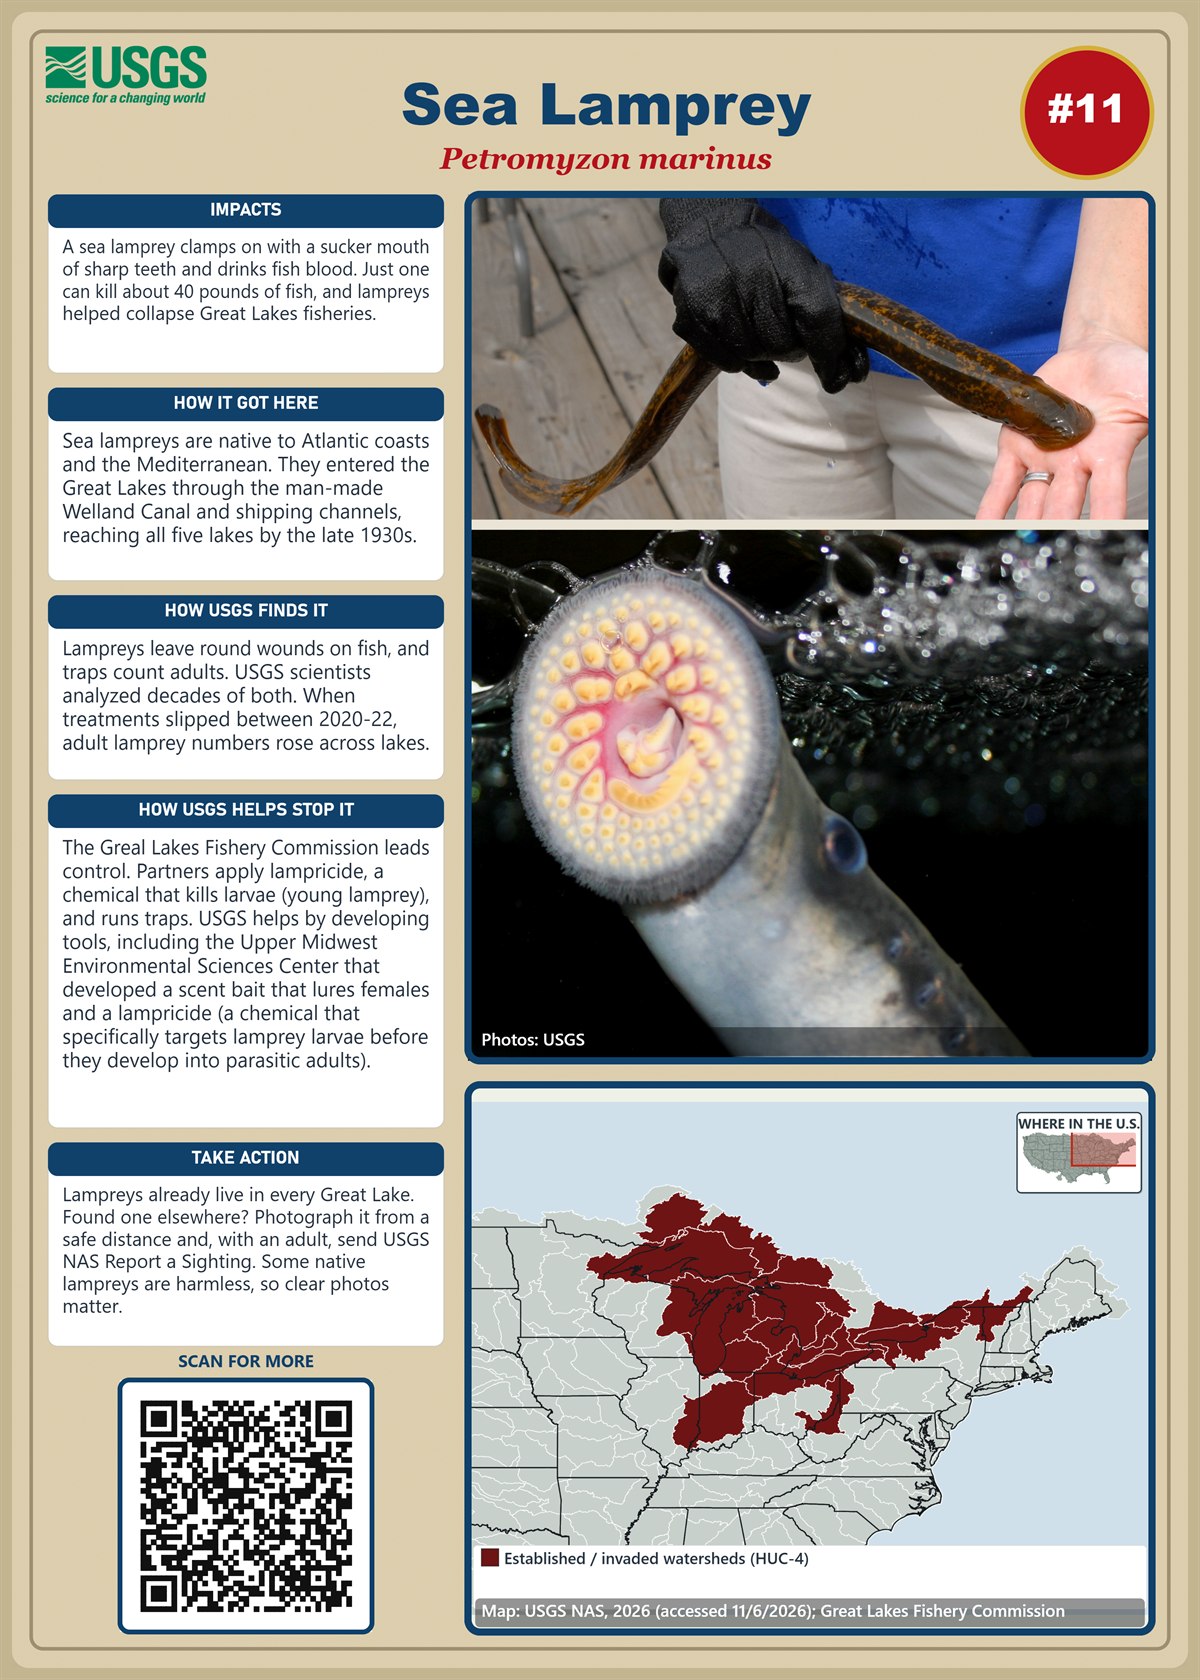 USGS
science for a changing world
Sea Lamprey
Petromyzon marinus
#11
IMPACTS
A sea lamprey clamps on with a sucker mouth
of sharp teeth and drinks fish blood. Just one
can kill about 40 pounds of fish, and lampreys
helped collapse Great Lakes fisheries.
HOW IT GOT HERE
Sea lampreys are native to Atlantic coasts
and the Mediterranean. They entered the
Great Lakes through the man-made
Welland Canal and shipping channels,
reaching all five lakes by the late 1930s.
HOW USGS FINDS IT
Lampreys leave round wounds on fish, and
traps count adults. USGS scientists
analyzed decades of both. When
treatments slipped between 2020-22,
adult lamprey numbers rose across lakes.
HOW USGS HELPS STOP IT
The Greal Lakes Fishery Commission leads
control. Partners apply lampricide, a
chemical that kills larvae (young lamprey),
and runs traps. USGS helps by developing
tools, including the Upper Midwest
Environmental Sciences Center that
developed a scent bait that lures females
and a lampricide (a chemical that
specifically targets lamprey larvae before
they develop into parasitic adults).
TAKE ACTION
Lampreys already live in every Great Lake.
Found one elsewhere? Photograph it from a
safe distance and, with an adult, send USGS
NAS Report a Sighting. Some native
lampreys are harmless, so clear photos
matter.
SCAN FOR MORE
Photos: USGS
WHERE IN THE U.S.
Established / invaded watersheds (HUC-4)
Map: USGS NAS, 2026 (accessed 11/6/2026); Great Lakes Fishery Commission